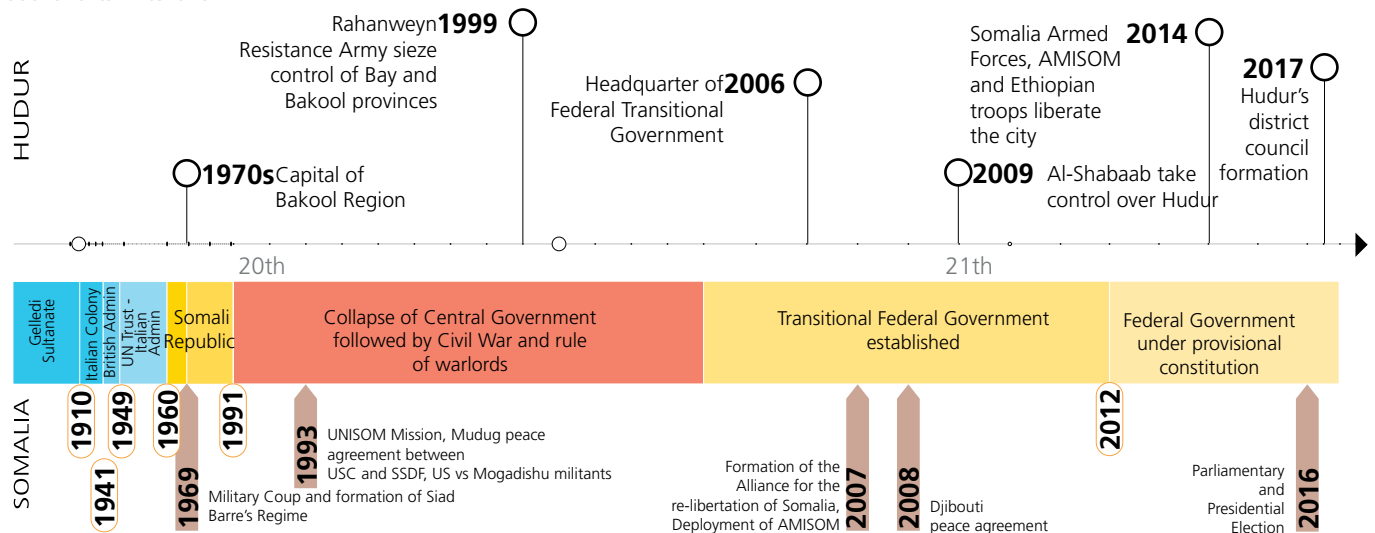 HUDUR
Rahanweyn 1999
Resistance Army sieze
control of Bay and
Bakool provinces
1970s Capital of
Bakool Region
Headquarter of 2006
Federal Transitional
Government
Somalia Armed 2014
Forces, AMISOM
and Ethiopian
troops liberate
the city
2009 Al-Shabaab take
control over Hudur
2017
Hudur's
district
council
formation
20th
21th
Gelledi
Sultanate
Italian Colony
British Admin
UN Trust -
Italian
Admin
Somali
Republic
Collapse of Central Government
followed by Civil War and rule
of warlords
Transitional Federal Government
established
Federal Government
under provisional
constitution
SOMALIA
1910
1941
1949
1960
1969
Military Coup and formation of Siad
Barre's Regime
1991
1993
UNISOM Mission, Mudug peace
agreement between
USC and SSDF, US vs Mogadishu militants
Formation of the
Alliance for the
re-libertation of Somalia,
Deployment of AMISOM
2007
2008
Djibouti
peace agreement
2012
Parliamentary
and
Presidential
Election
2016